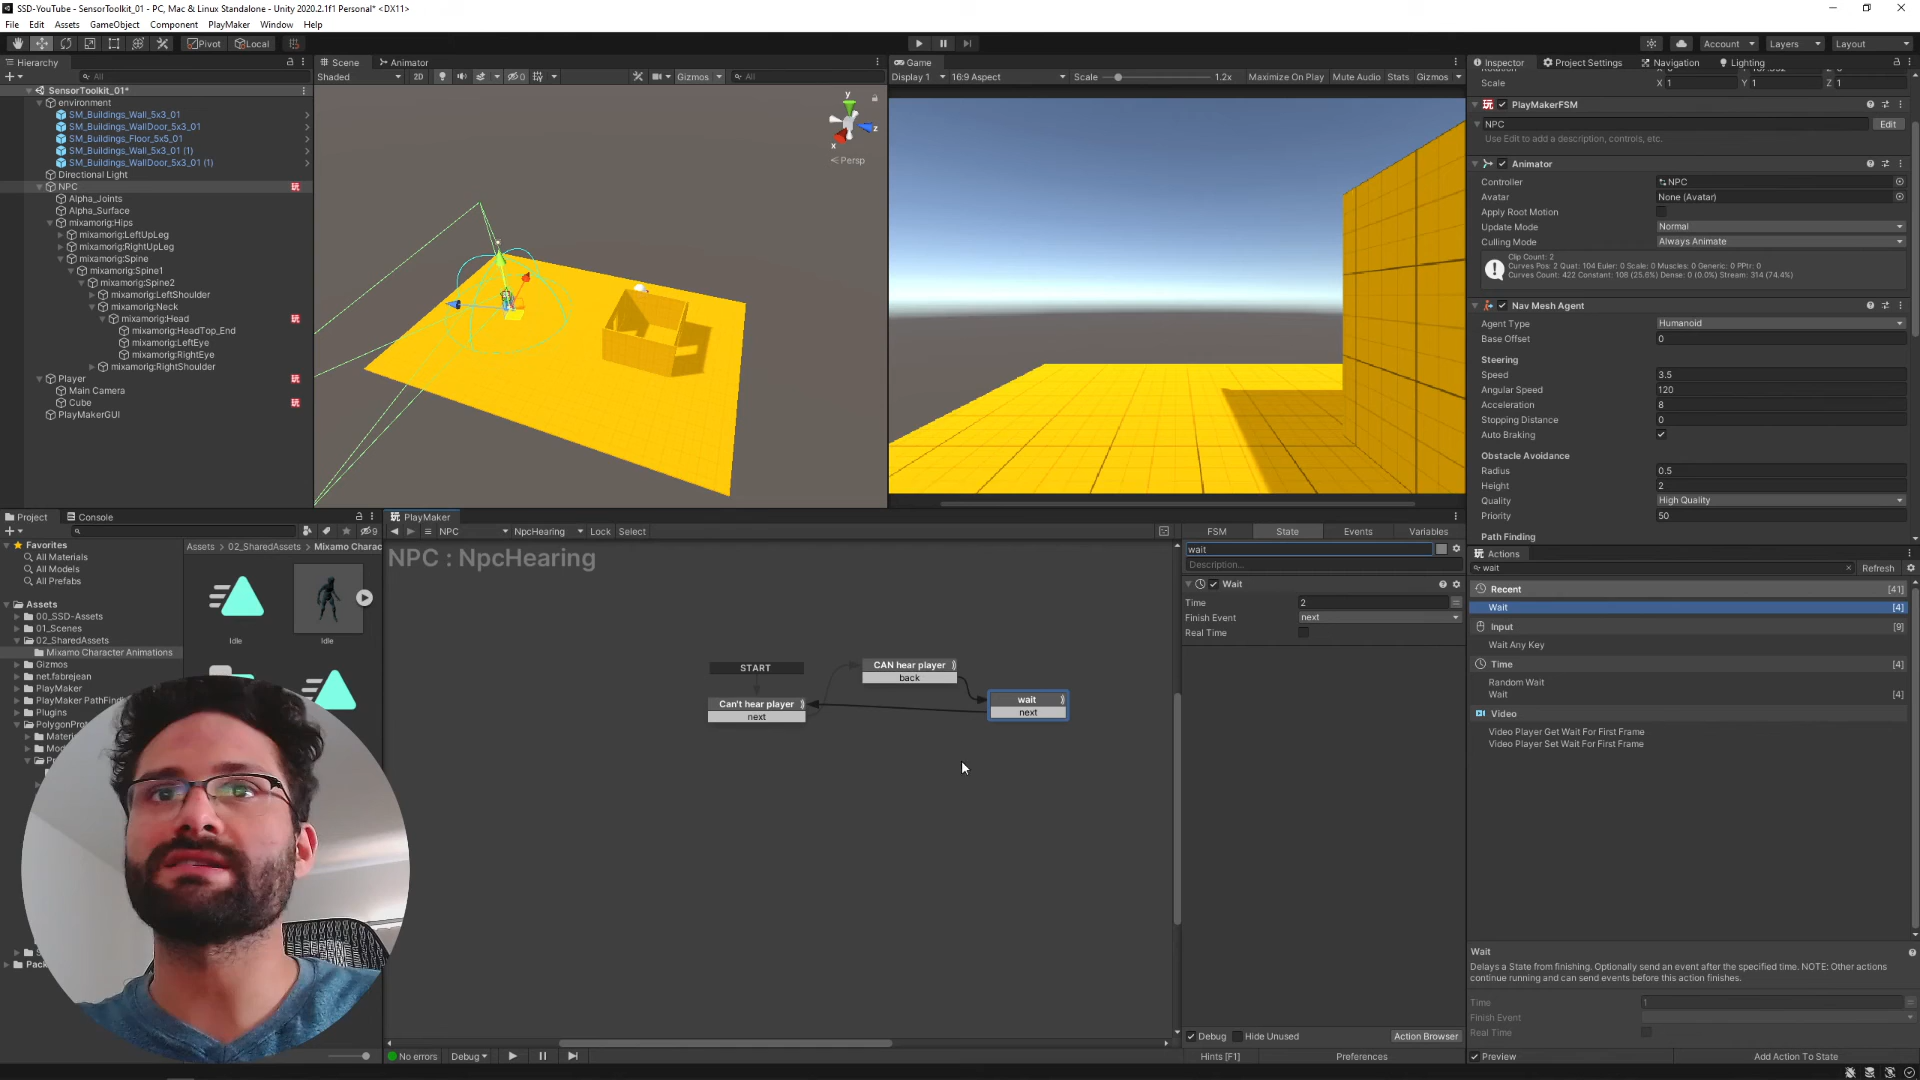 SSD-YouTube - SensorToolkit_01 - PC, Mac & Linux Standalone - Unity 2020.2.1f1 Personal* <DX11>
File Edit Assets GameObject Component PlayMaker Window Help
Pivot Local Account Layers Layout
Hierarchy
All
SensorToolkit_01*
environment
SM_Buildings_Wall_5x3_01
SM_Buildings_WallDoor_5x3_01
SM_Buildings_Floor_5x5_01
SM_Buildings_Wall_5x3_01 (1)
SM_Buildings_WallDoor_5x3_01 (1)
Directional Light
NPC
Alpha_Joints
Alpha_Surface
mixamorig:Hips
mixamorig:LeftUpLeg
mixamorig:RightUpLeg
mixamorig:Spine
mixamorig:Spine1
mixamorig:Spine2
mixamorig:LeftShoulder
mixamorig:Neck
mixamorig:Head
mixamorig:HeadTop_End
mixamorig:LeftEye
mixamorig:RightEye
mixamorig:RightShoulder
Player
Main Camera
Cube
PlayMakerGUI
Scene Animator
Shaded 2D 0 Gizmos All
y
z
x
Persp
Game
Display 1 16:9 Aspect Scale 1.2x Maximize On Play Mute Audio Stats Gizmos
Inspector Project Settings Navigation Lighting
Scale X 1 Y 1 Z 1
PlayMakerFSM
NPC Edit
Use Edit to add a description, controls, etc.
Animator
Controller NPC
Avatar None (Avatar)
Apply Root Motion
Update Mode Normal
Culling Mode Always Animate
Clip Count: 2
Curves Pos: 2 Quat: 104 Euler: 0 Scale: 0 Muscles: 0 Generic: 0 PPtr: 0
Curves Count: 422 Constant: 108 (25.6%) Dense: 0 (0.0%) Stream: 314 (74.4%)
Nav Mesh Agent
Agent Type Humanoid
Base Offset 0
Steering
Speed 3.5
Angular Speed 120
Acceleration 8
Stopping Distance 0
Auto Braking
Obstacle Avoidance
Radius 0.5
Height 2
Quality High Quality
Priority 50
Path Finding
Project Console
9
Favorites
All Materials
All Models
All Prefabs
Assets
00_SSD-Assets
01_Scenes
02_SharedAssets
Mixamo Character Animations
Gizmos
net.fabrejean
PlayMaker
PlayMaker PathFind
Plugins
PolygonProt
Mater
Mod
Pr
Pac
Assets > 02_SharedAssets > Mixamo Charac
Idle
Idle
PlayMaker
NPC NpcHearing Lock Select
NPC : NpcHearing
START
Can't hear player
next
CAN hear player
back
wait
next
No errors Debug
FSM State Events Variables
wait
Description...
Wait
Time 2
Finish Event next
Real Time
Debug Hide Unused Action Browser
Hints [F1] Preferences
Actions
wait Refresh
Recent [41]
Wait [4]
Input [9]
Wait Any Key
Time [4]
Random Wait
Wait [4]
Video
Video Player Get Wait For First Frame
Video Player Set Wait For First Frame
Wait
Delays a State from finishing. Optionally send an event after the specified time. NOTE: Other actions
continue running and can send events before this action finishes.
Time 1
Finish Event
Real Time
Preview Add Action To State